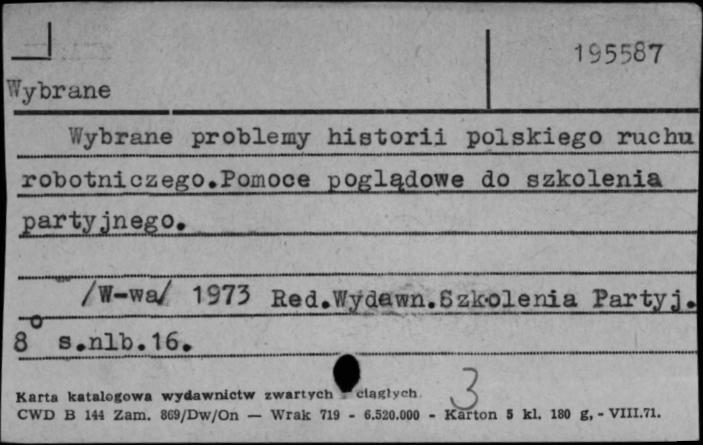 195587
Wybrane
Wybrane problemy historii polskiego ruchu
robotniczego.Pomoce poglądowe do szkolenia
partyjnego.
/W-wa/ 1973 Red.Wydawn.Szkolenia Partyj.
8° s.nlb.16.
Karta katalogowa wydawnictw zwartych i ciągłych. 3
CWD B 144 Zam. 869/Dw/On — Wrak 719 - 6.520.000 - Karton 5 kl. 180 g, - VIII.71.